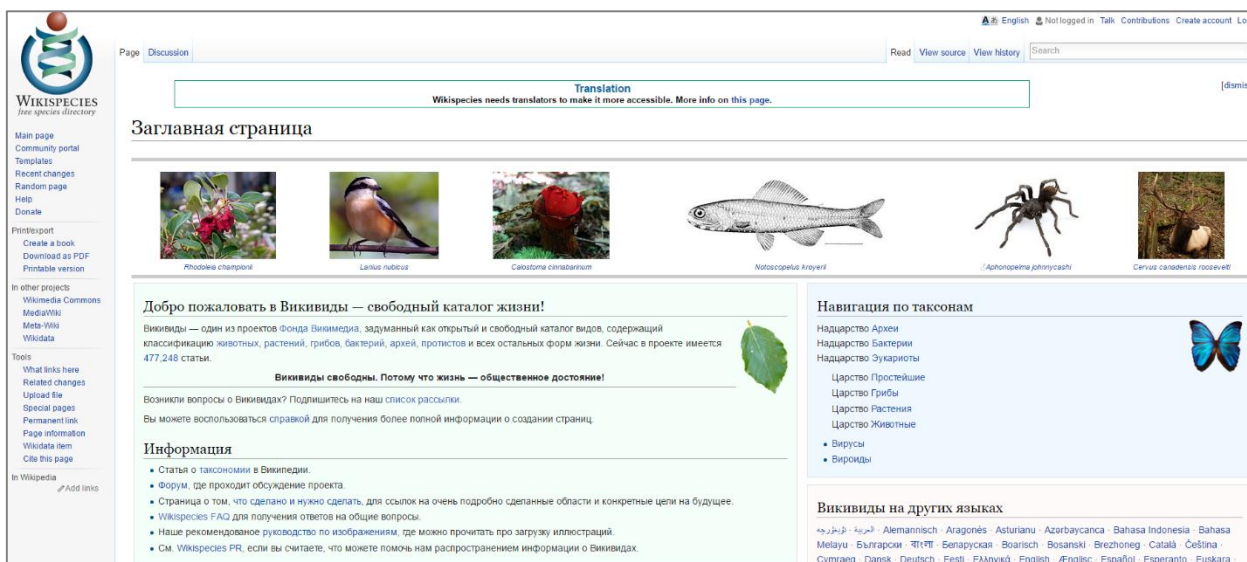 English Not logged in Talk Contributions Create account Lo
Page Discussion
Read View source View history Search
WIKISPECIES
free species directory
Translation
Wikispecies needs translators to make it more accessible. More info on this page.
[dismis
Заглавная страница
Main page
Community portal
Templates
Recent changes
Random page
Help
Donate
Print/export
Create a book
Download as PDF
Printable version
In other projects
Wikimedia Commons
MediaWiki
Meta-Wiki
Wikidata
Tools
What links here
Related changes
Upload file
Special pages
Permanent link
Page information
Wikidata item
Cite this page
In Wikipedia
Add links
Rhodoleia championii
Lanius nubicus
Calostoma cinnabarinum
Notoscopelus kroyeri
♂Aphonopelma johnnycashi
Cervus canadensis roosevelti
Добро пожаловать в Викивиды — свободный каталог жизни!
Викивиды — один из проектов Фонда Викимедиа, задуманный как открытый и свободный каталог видов, содержащий
классификацию животных, растений, грибов, бактерий, архей, протистов и всех остальных форм жизни. Сейчас в проекте имеется
477,248 статьи.
Викивиды свободны. Потому что жизнь — общественное достояние!
Возникли вопросы о Викивидах? Подпишитесь на наш список рассылки.
Вы можете воспользоваться справкой для получения более полной информации о создании страниц.
Информация
• Статья о таксономии в Википедии.
• Форум, где проходит обсуждение проекта.
• Страница о том, что сделано и нужно сделать, для ссылок на очень подробно сделанные области и конкретные цели на будущее.
• Wikispecies FAQ для получения ответов на общие вопросы.
• Наше рекомендованое руководство по изображениям, где можно прочитать про загрузку иллюстраций.
• См. Wikispecies PR, если вы считаете, что можете помочь нам распространением информации о Викивидах.
Навигация по таксонам
Надцарство Археи
Надцарство Бактерии
Надцарство Эукариоты
Царство Простейшие
Царство Грибы
Царство Растения
Царство Животные
• Вирусы
• Вироиды
Викивиды на других языках
العربية · Alemannisch · Aragonés · Asturianu · Azərbaycanca · Bahasa Indonesia · Bahasa
Melayu · Български · বাংলা · Беларуская · Boarisch · Bosanski · Brezhoneg · Català · Čeština ·
Cymraeg · Dansk · Deutsch · Eesti · Ελληνικά · English · Ænglisc · Español · Esperanto · Euskara ·